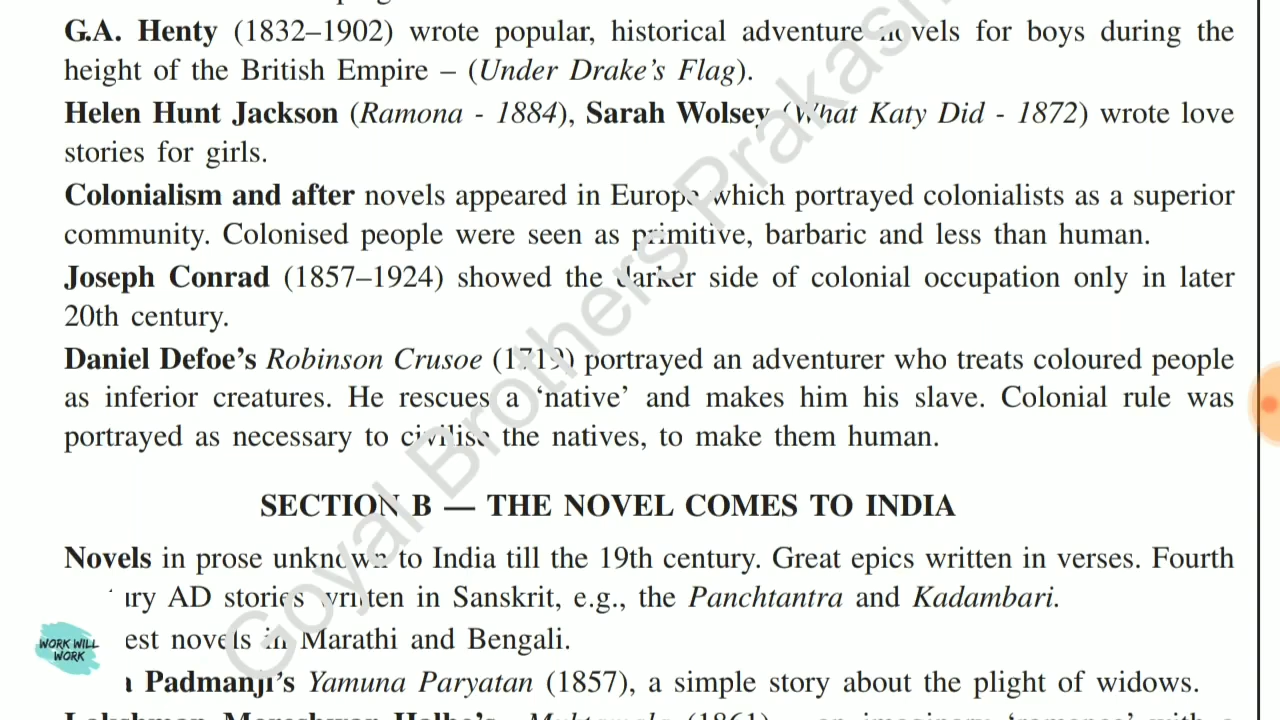 G.A. Henty (1832–1902) wrote popular, historical adventure novels for boys during the
height of the British Empire – (Under Drake's Flag).
Helen Hunt Jackson (Ramona - 1884), Sarah Wolsey (What Katy Did - 1872) wrote love
stories for girls.
Colonialism and after novels appeared in Europe which portrayed colonialists as a superior
community. Colonised people were seen as primitive, barbaric and less than human.
Joseph Conrad (1857–1924) showed the darker side of colonial occupation only in later
20th century.
Daniel Defoe's Robinson Crusoe (1719) portrayed an adventurer who treats coloured people
as inferior creatures. He rescues a 'native' and makes him his slave. Colonial rule was
portrayed as necessary to civilise the natives, to make them human.
SECTION B — THE NOVEL COMES TO INDIA
Novels in prose unknown to India till the 19th century. Great epics written in verses. Fourth
ury AD stories written in Sanskrit, e.g., the Panchtantra and Kadambari.
est novels in Marathi and Bengali.
Padmanji's Yamuna Paryatan (1857), a simple story about the plight of widows.
WORK WILL
WORK
Goyal Brothers Prakash